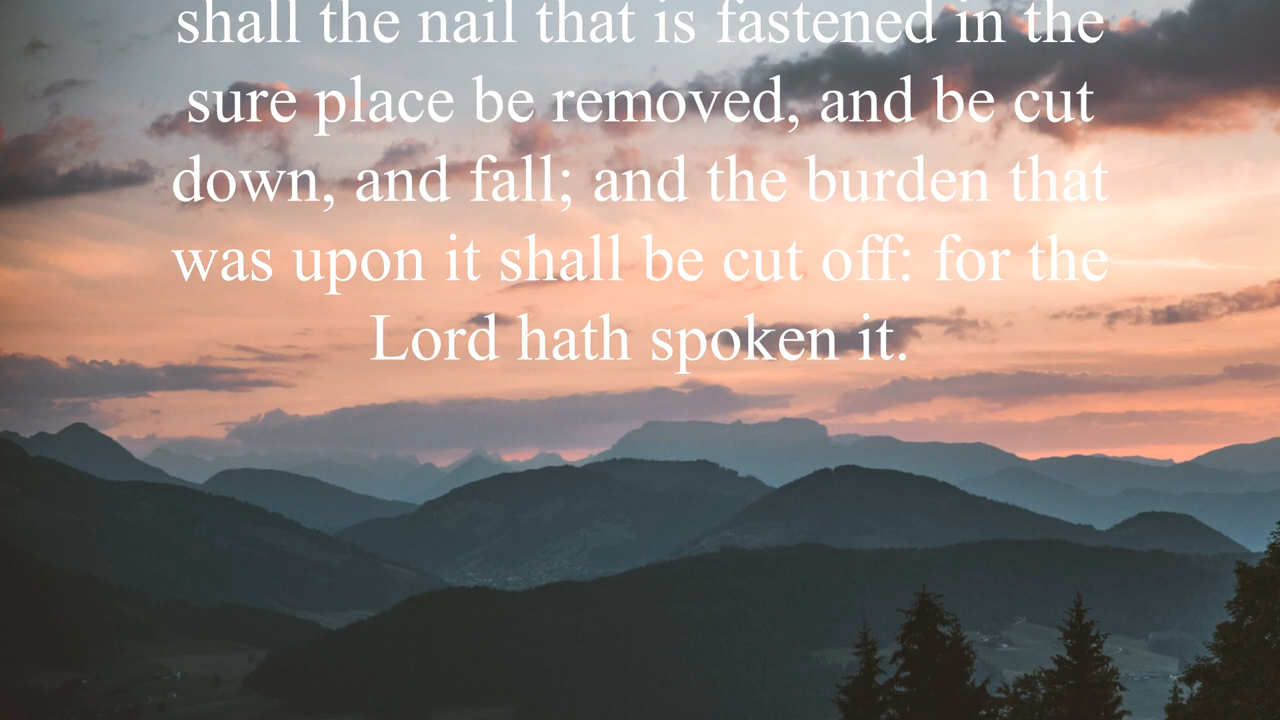 shall the nail that is fastened in the
sure place be removed, and be cut
down, and fall; and the burden that
was upon it shall be cut off: for the
Lord hath spoken it.